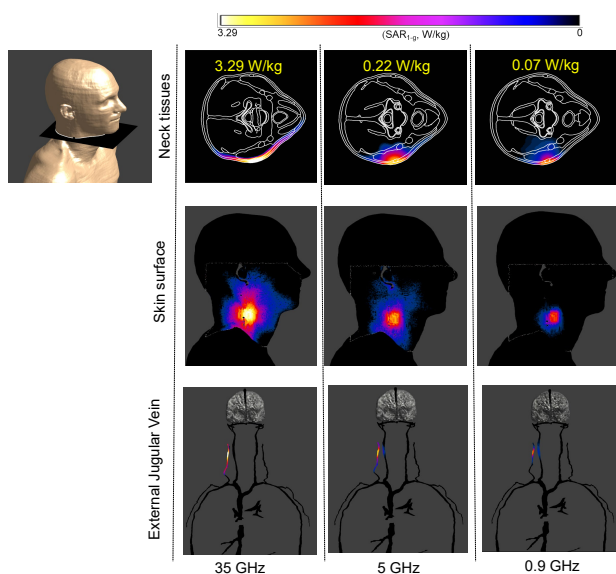 (SAR1-g, W/kg)
3.29
0
Neck tissues
3.29 W/kg
0.22 W/kg
0.07 W/kg
Skin surface
External Jugular Vein
35 GHz
5 GHz
0.9 GHz